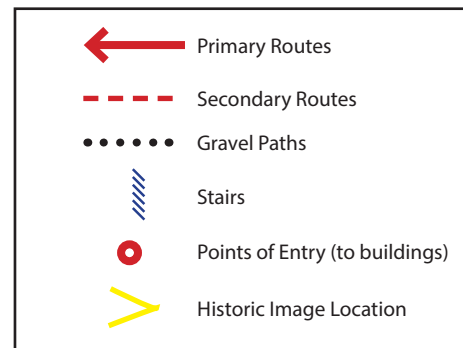 Primary Routes
Secondary Routes
Gravel Paths
Stairs
Points of Entry (to buildings)
Historic Image Location